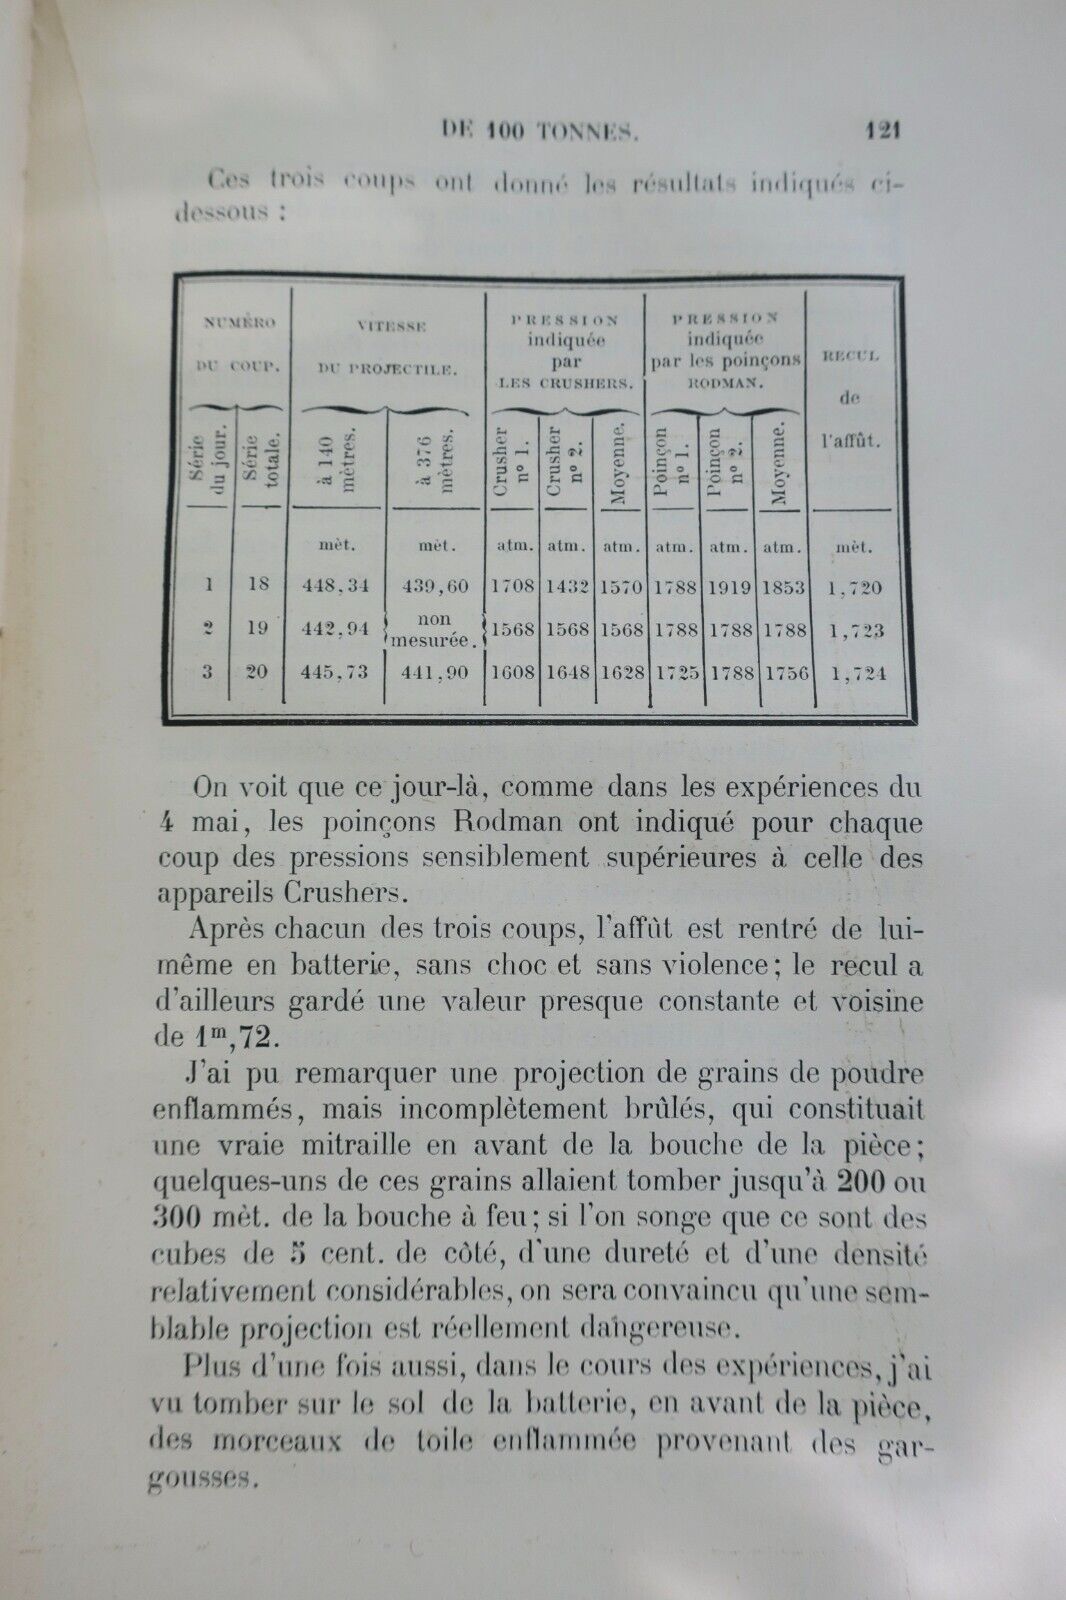 DE 100 TONNES. 121
Ces trois coups ont donné les résultats indiqués ci-
dessous :
NUMÉRO DU COUP. VITESSE DU PROJECTILE. PRESSION indiquée par LES CRUSHERS. PRESSION indiquée par les poinçons RODMAN. RECUL de l'affût.
Série du jour. Série totale. à 140 mètres. à 376 mètres. Crusher nº 1. Crusher nº 2. Moyenne. Poinçon nº 1. Poinçon nº 2. Moyenne.
mèt. mèt. atm. atm. atm. atm. atm. atm. mèt.
1 18 448,34 439,60 1708 1432 1570 1788 1919 1853 1,720
2 19 442,94 non mesurée. 1568 1568 1568 1788 1788 1788 1,723
3 20 445,73 441,90 1608 1648 1628 1725 1788 1756 1,724
On voit que ce jour-là, comme dans les expériences du
4 mai, les poinçons Rodman ont indiqué pour chaque
coup des pressions sensiblement supérieures à celle des
appareils Crushers.
Après chacun des trois coups, l'affût est rentré de lui-
même en batterie, sans choc et sans violence; le recul a
d'ailleurs gardé une valeur presque constante et voisine
de 1m,72.
J'ai pu remarquer une projection de grains de poudre
enflammés, mais incomplètement brûlés, qui constituait
une vraie mitraille en avant de la bouche de la pièce;
quelques-uns de ces grains allaient tomber jusqu'à 200 ou
300 mèt. de la bouche à feu; si l'on songe que ce sont des
cubes de 5 cent. de côté, d'une dureté et d'une densité
relativement considérables, on sera convaincu qu'une sem-
blable projection est réellement dangereuse.
Plus d'une fois aussi, dans le cours des expériences, j'ai
vu tomber sur le sol de la batterie, en avant de la pièce,
des morceaux de toile enflammée provenant des gar-
gousses.